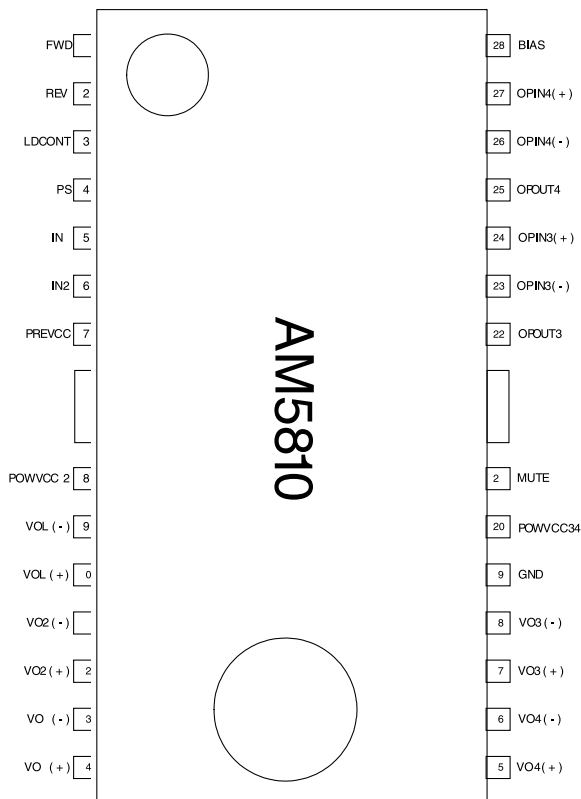 FWD
REV 2
LDCONT 3
PS 4
IN 5
IN2 6
PREVCC 7
POWVCC 2 8
VOL (-) 9
VOL (+) 0
VO2 (-)
VO2 (+) 2
VO (-) 3
VO (+) 4
AM5810
28 BIAS
27 OPIN4(+)
26 OPIN4(-)
25 OPOUT4
24 OPIN3(+)
23 OPIN3(-)
22 OPOUT3
2 MUTE
20 POWVCC34
9 GND
8 VO3(-)
7 VO3(+)
6 VO4(-)
5 VO4(+)